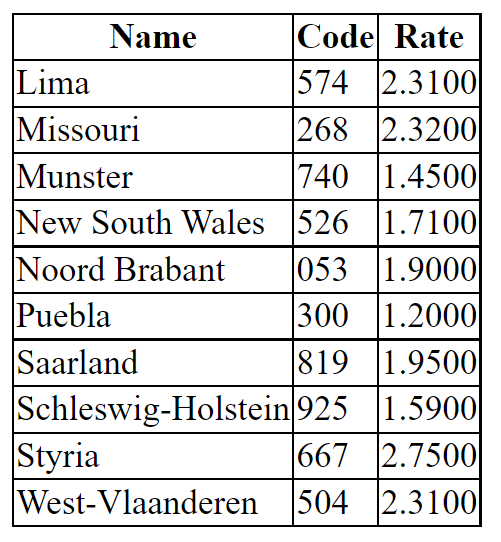 Name Code Rate
Lima 574 2.3100
Missouri 268 2.3200
Munster 740 1.4500
New South Wales 526 1.7100
Noord Brabant 053 1.9000
Puebla 300 1.2000
Saarland 819 1.9500
Schleswig-Holstein 925 1.5900
Styria 667 2.7500
West-Vlaanderen 504 2.3100